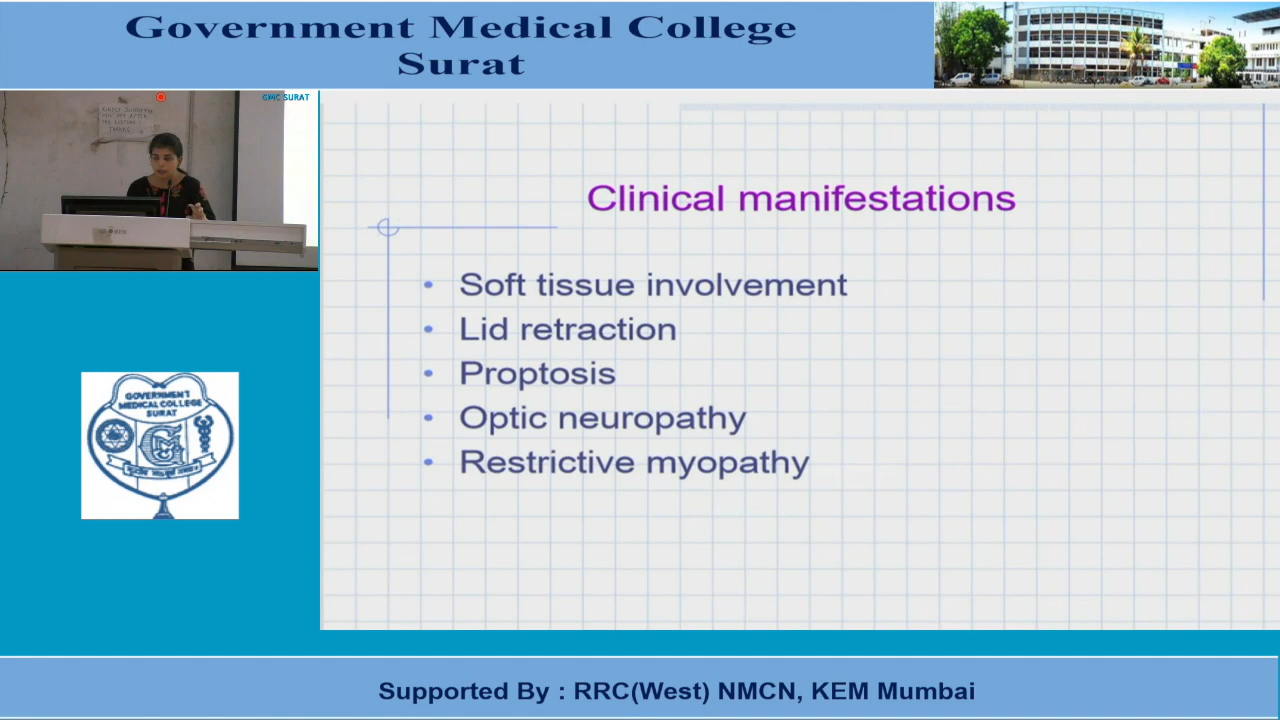 Government Medical College
Surat
GMC SURAT
Clinical manifestations
• Soft tissue involvement
• Lid retraction
• Proptosis
• Optic neuropathy
• Restrictive myopathy
GOVERNMENT
MEDICAL COLLEGE
SURAT
Supported By : RRC(West) NMCN, KEM Mumbai